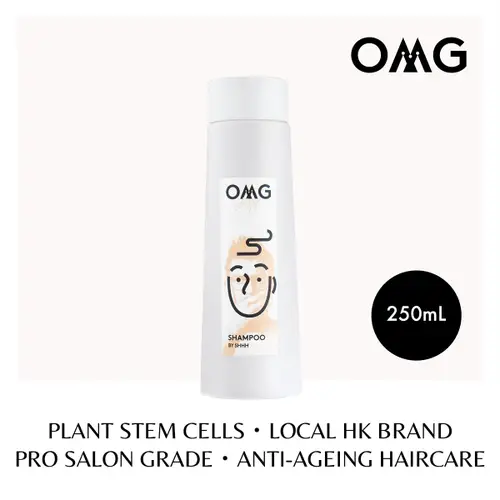 OMG
OMG
SHAMPOO
BY SHHH
250mL
PLANT STEM CELLS • LOCAL HK BRAND
PRO SALON GRADE • ANTI-AGEING HAIRCARE